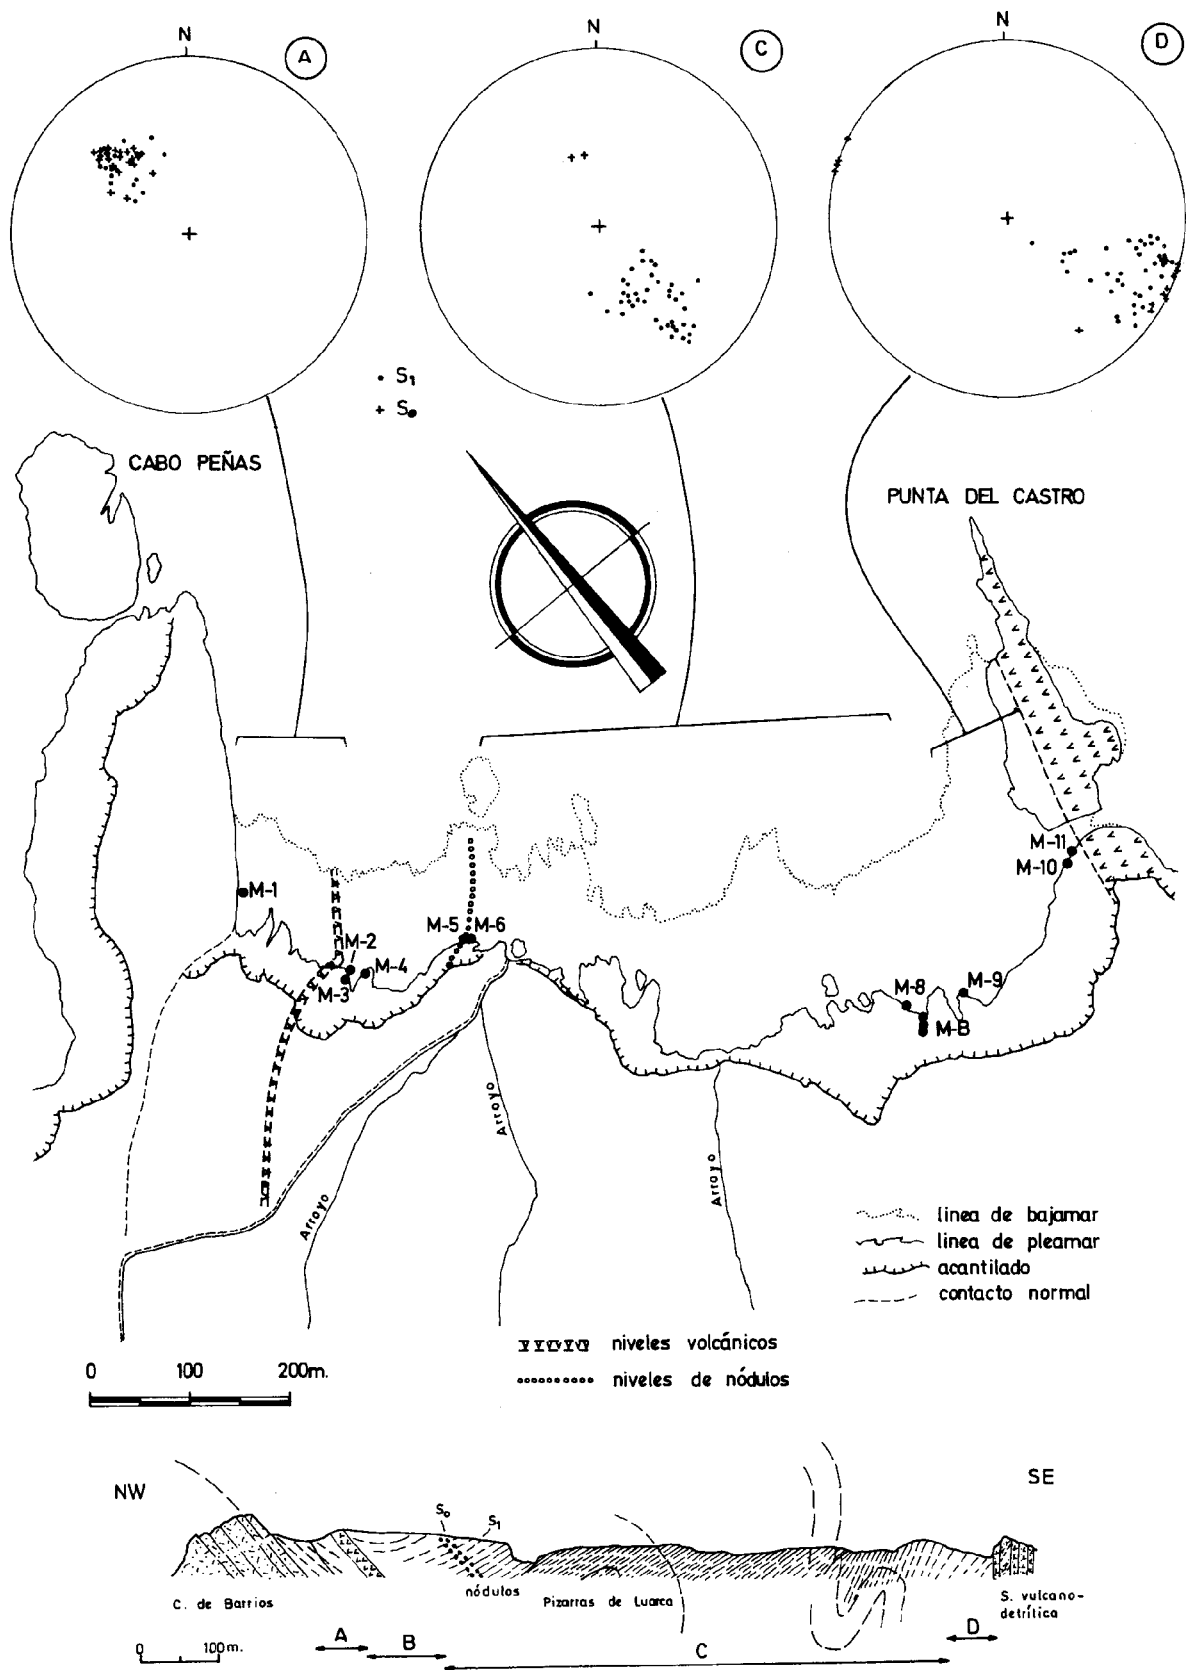 N
A
N
C
N
D
S₁
S₀
CABO PEÑAS
PUNTA DEL CASTRO
M-1
M-2
M-3
M-4
M-5
M-6
M-8
M-B
M-9
M-10
M-11
Arroyo
Arroyo
Arroyo
linea de bajamar
linea de pleamar
acantilado
contacto normal
niveles volcánicos
niveles de nódulos
0 100 200m.
NW
SE
S₀
S₁
C. de Barrios
nódulos
Pizarras de Luarca
S. vulcano-
detrítica
0 100m.
A
B
C
D